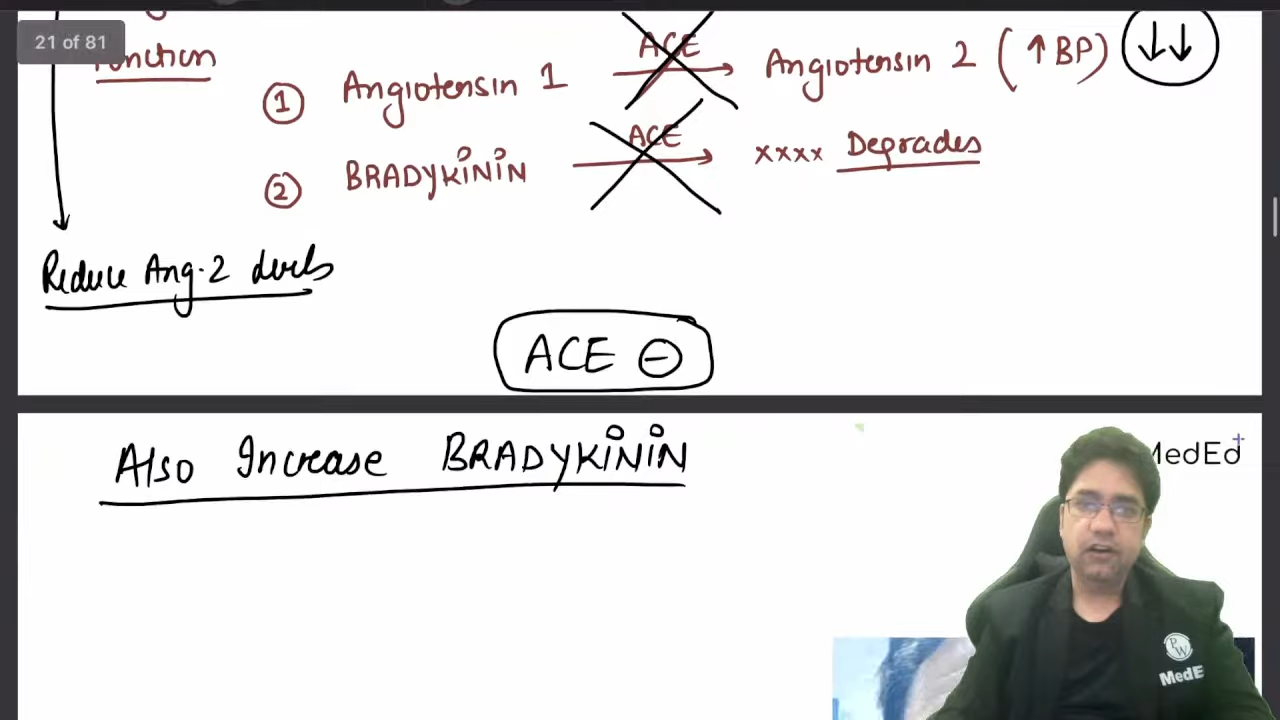 21 of 81
Function
① Angiotensin 1 ACE Angiotensin 2 (↑ BP) ↓↓
② BRADYKININ ACE xxxx Degrades
Reduce Ang-2 levels
ACE ⊖
Also Increase BRADYKININ
MedEd+
PW
MedE